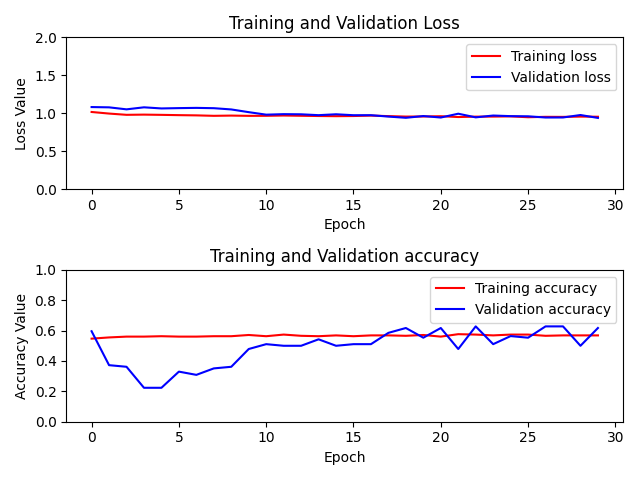 Training and Validation Loss
2.0
1.5
1.0
0.5
0.0
Loss Value
Training loss
Validation loss
0 5 10 15 20 25 30
Epoch
Training and Validation accuracy
1.0
0.8
0.6
0.4
0.2
0.0
Accuracy Value
Training accuracy
Validation accuracy
0 5 10 15 20 25 30
Epoch